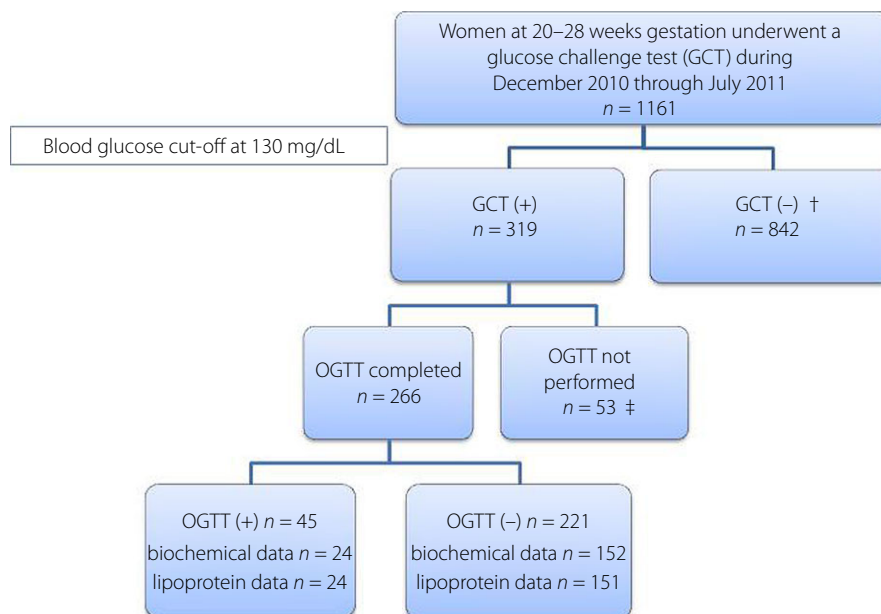 Women at 20–28 weeks gestation underwent a
glucose challenge test (GCT) during
December 2010 through July 2011
n = 1161
Blood glucose cut-off at 130 mg/dL
GCT (+)
n = 319
GCT (–) †
n = 842
OGTT completed
n = 266
OGTT not
performed
n = 53 ‡
OGTT (+) n = 45
biochemical data n = 24
lipoprotein data n = 24
OGTT (–) n = 221
biochemical data n = 152
lipoprotein data n = 151